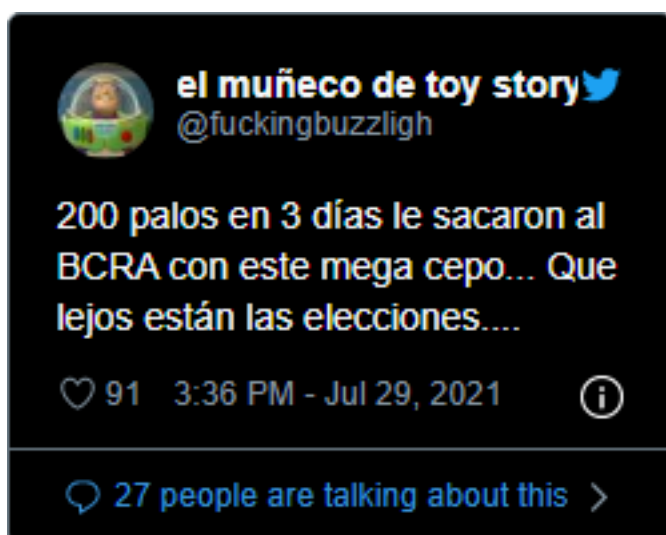 el muñeco de toy story
@fuckingbuzzligh
200 palos en 3 días le sacaron al
BCRA con este mega cepo... Que
lejos están las elecciones....
91 3:36 PM - Jul 29, 2021
27 people are talking about this